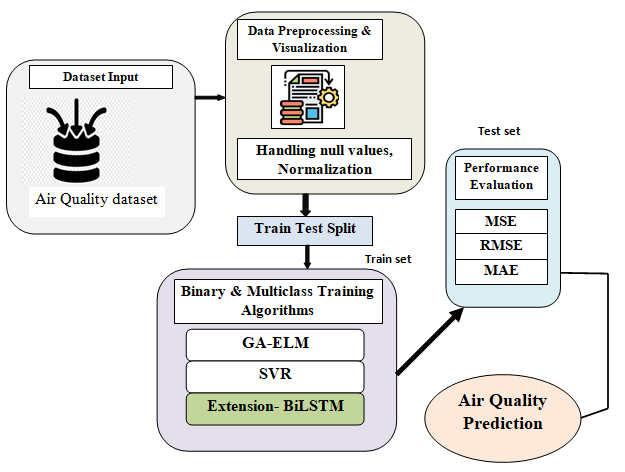 Dataset Input
Air Quality dataset
Data Preprocessing &
Visualization
Handling null values,
Normalization
Train Test Split
Train set
Binary & Multiclass Training
Algorithms
GA-ELM
SVR
Extension- BiLSTM
Test set
Performance
Evaluation
MSE
RMSE
MAE
Air Quality
Prediction